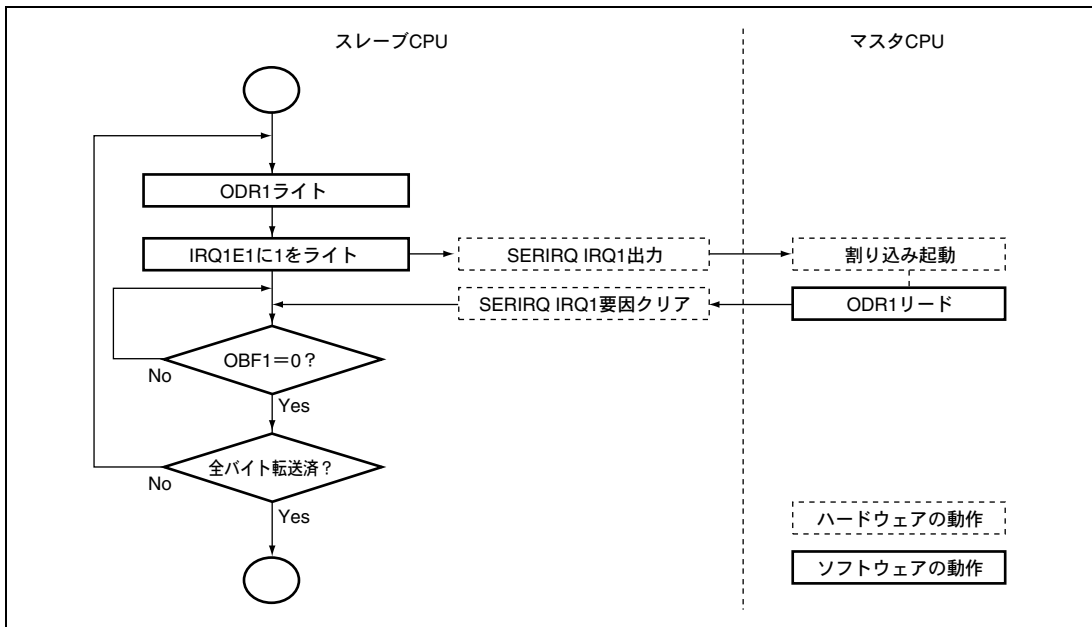 スレーブCPU
マスタCPU
ODR1ライト
IRQ1E1に1をライト
SERIRQ IRQ1出力
割り込み起動
SERIRQ IRQ1要因クリア
ODR1リード
OBF1＝0？
No
Yes
全バイト転送済？
No
Yes
ハードウェアの動作
ソフトウェアの動作